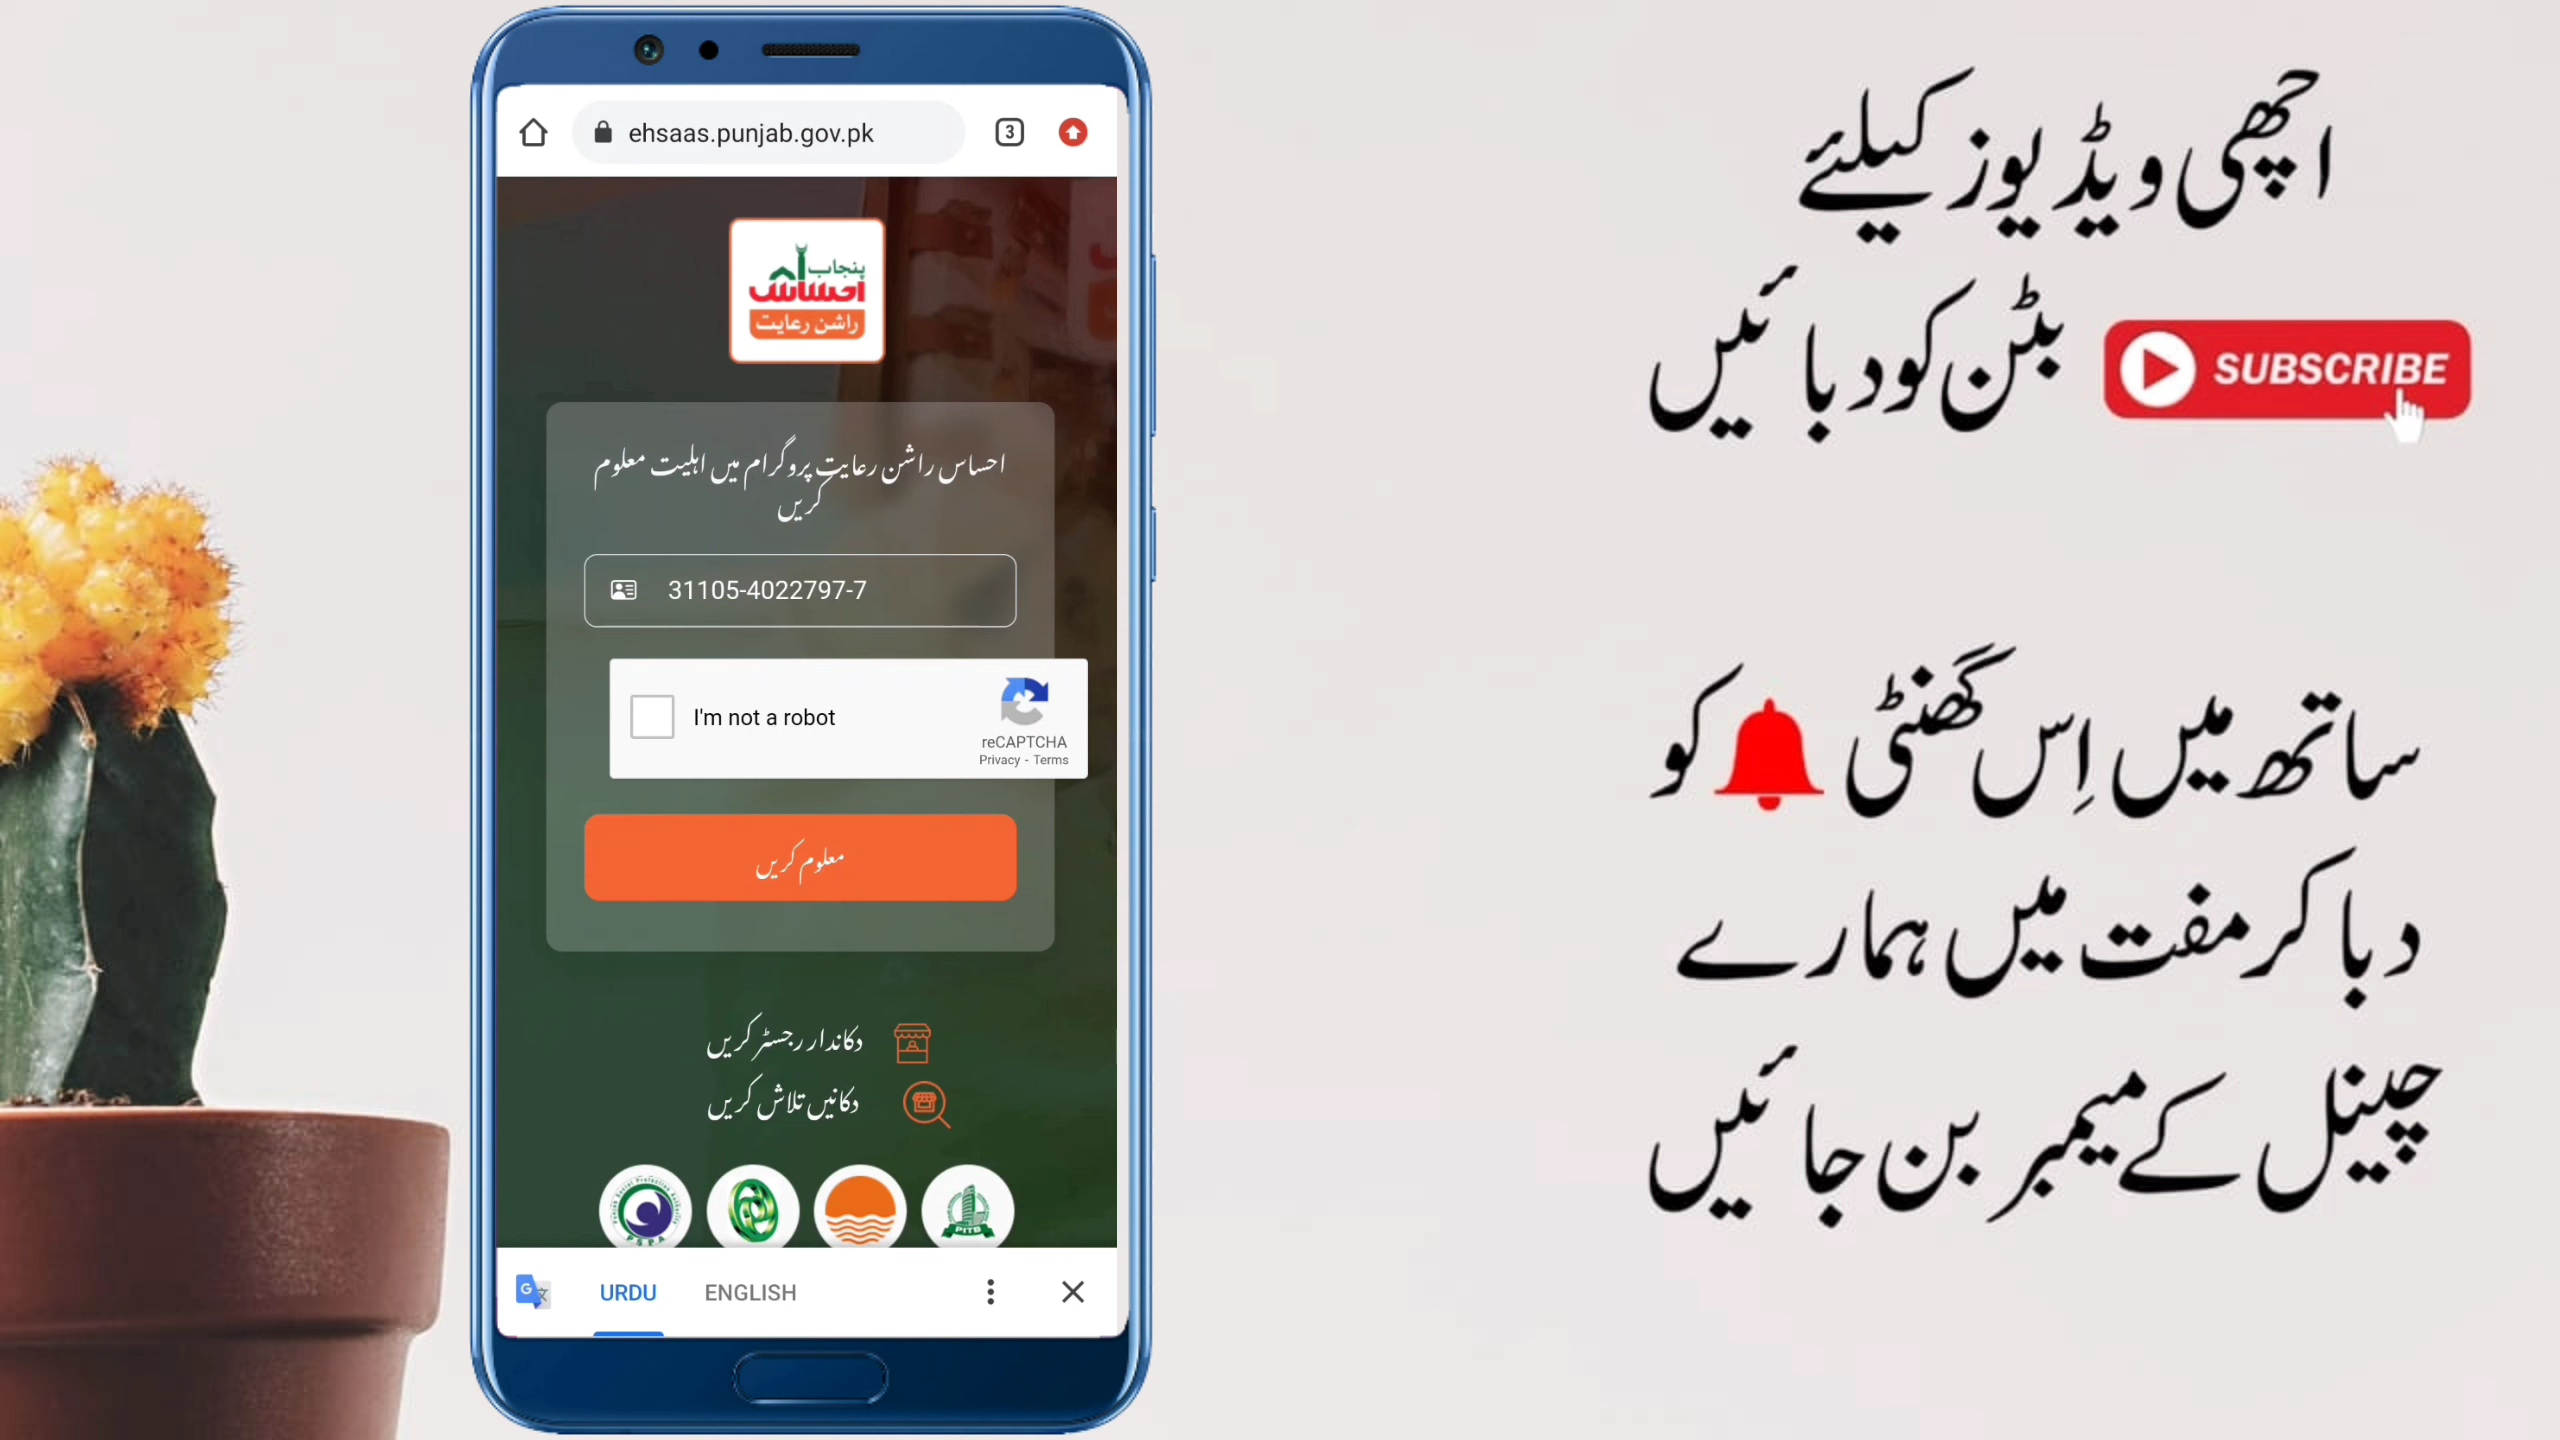 3
ehsaas.punjab.gov.pk
پنجاب
احساس
راشن رعایت
احساس راشن رعایت پروگرام میں اہلیت معلوم
کریں
31105-4022797-7
I'm not a robot
reCAPTCHA
Privacy - Terms
معلوم کریں
دکاندار رجسٹر کریں
دکانیں تلاش کریں
PSPA
PITB
URDU
ENGLISH
اچھی ویڈیوز کیلئے
SUBSCRIBE بٹن کو دبائیں
ساتھ میں اِس گھنٹی کو
دبا کر مفت میں ہمارے
چینل کے میمبر بن جائیں